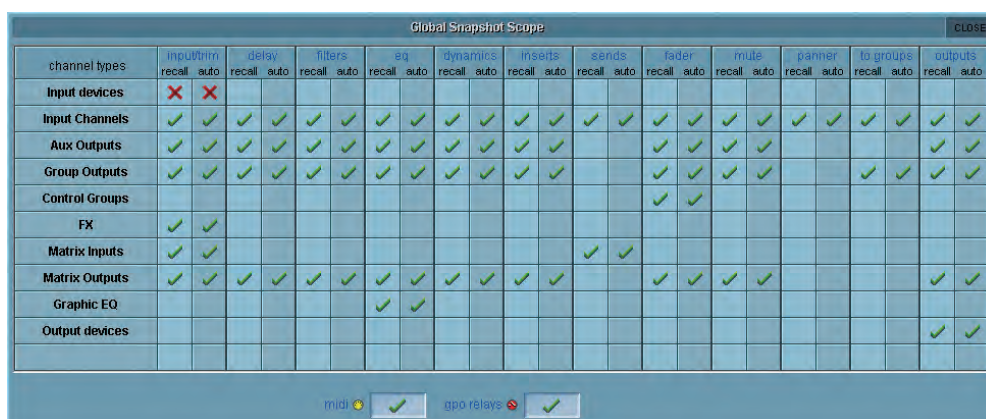 Global Snapshot Scope CLOSE
channel types input/trim delay filters eq dynamics inserts sends fader mute panner to groups outputs
recall auto recall auto recall auto recall auto recall auto recall auto recall auto recall auto recall auto recall auto recall auto recall auto
Input devices
Input Channels
Aux Outputs
Group Outputs
Control Groups
FX
Matrix Inputs
Matrix Outputs
Graphic EQ
Output devices
midi gpo relays